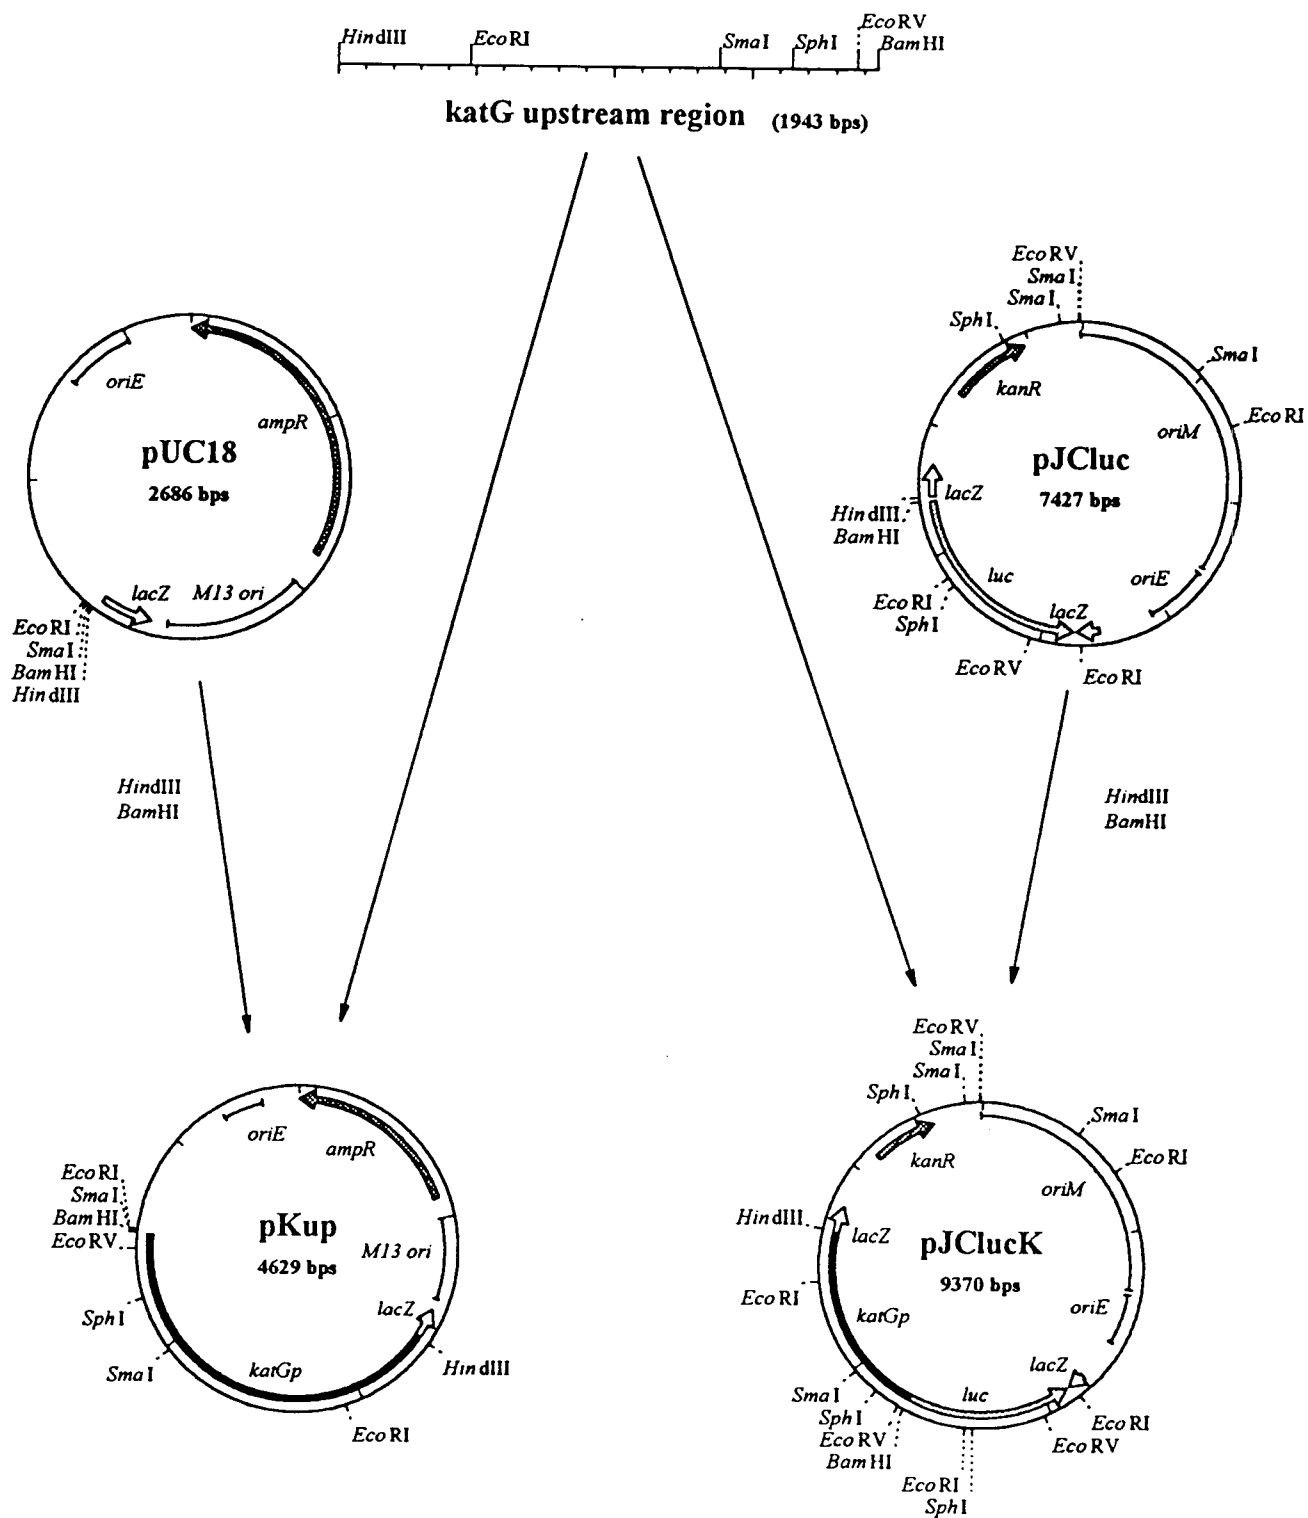 HindIII
EcoRI
SmaI
SphI
EcoRV
BamHI
katG upstream region (1943 bps)
oriE
ampR
pUC18
2686 bps
lacZ
M13 ori
EcoRI
SmaI
BamHI
HindIII
EcoRV
SmaI
SmaI
SphI
SmaI
kanR
EcoRI
oriM
pJCluc
7427 bps
lacZ
HindIII
BamHI
luc
oriE
EcoRI
SphI
lacZ
EcoRV
EcoRI
HindIII
BamHI
HindIII
BamHI
oriE
ampR
EcoRI
SmaI
BamHI
EcoRV
pKup
4629 bps
M13 ori
lacZ
SphI
SmaI
katGp
HindIII
EcoRI
EcoRV
SmaI
SmaI
SphI
SmaI
kanR
EcoRI
oriM
HindIII
lacZ
pJClucK
9370 bps
EcoRI
katGp
oriE
lacZ
SmaI
luc
SphI
EcoRI
EcoRV
EcoRV
BamHI
EcoRI
SphI